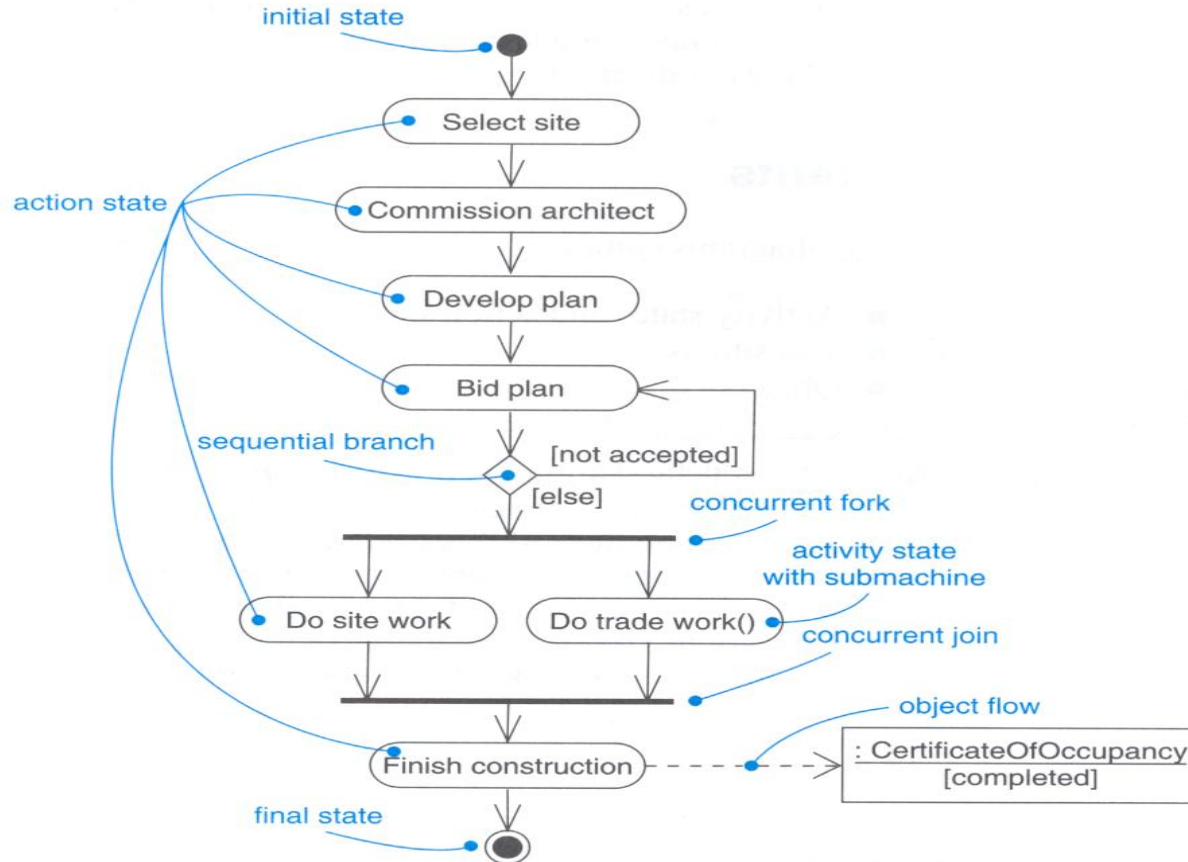 initial state
Select site
action state
Commission architect
Develop plan
Bid plan
sequential branch
[not accepted]
[else]
concurrent fork
activity state
with submachine
Do site work
Do trade work()
concurrent join
object flow
: CertificateOfOccupancy
[completed]
Finish construction
final state